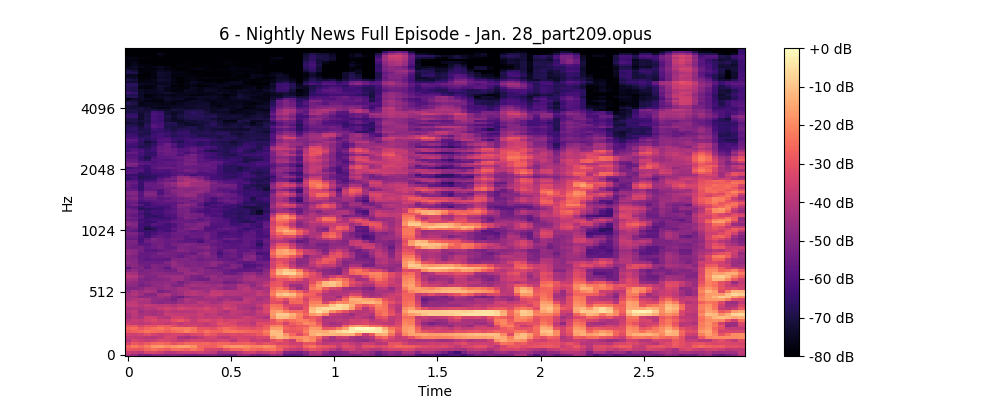 6 - Nightly News Full Episode - Jan. 28_part209.opus
Hz
4096
2048
1024
512
0
0
0.5
1
1.5
2
2.5
Time
+0 dB
-10 dB
-20 dB
-30 dB
-40 dB
-50 dB
-60 dB
-70 dB
-80 dB